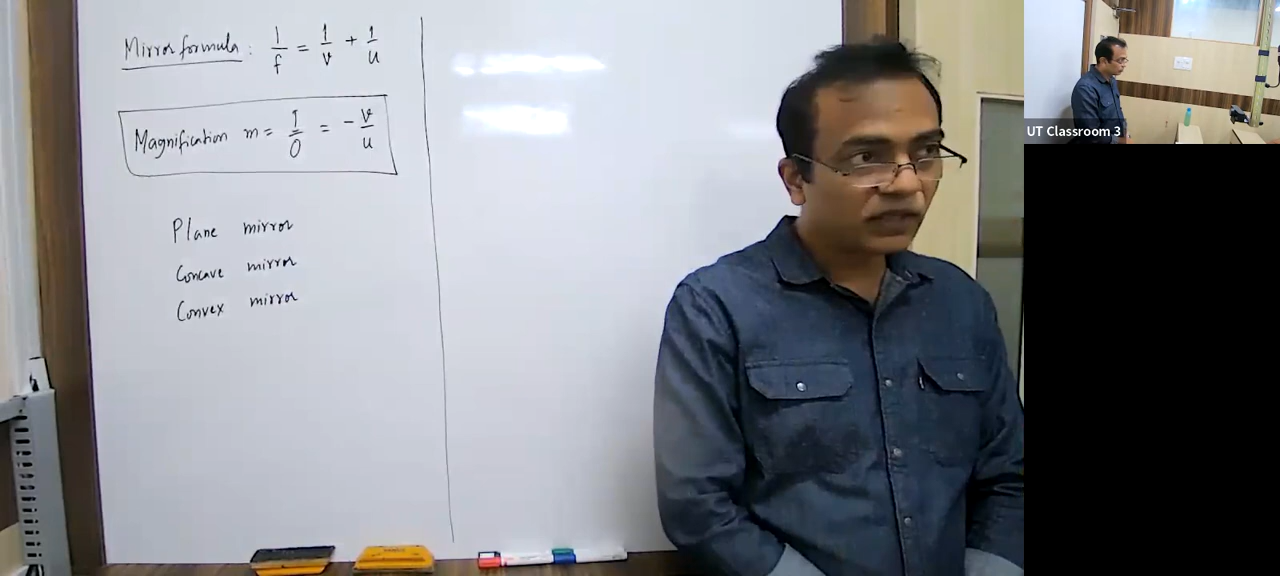 Mirror formula : 1/f = 1/v + 1/u
Magnification m = I/O = - v/u
Plane mirror
Concave mirror
Convex mirror
UT Classroom 3